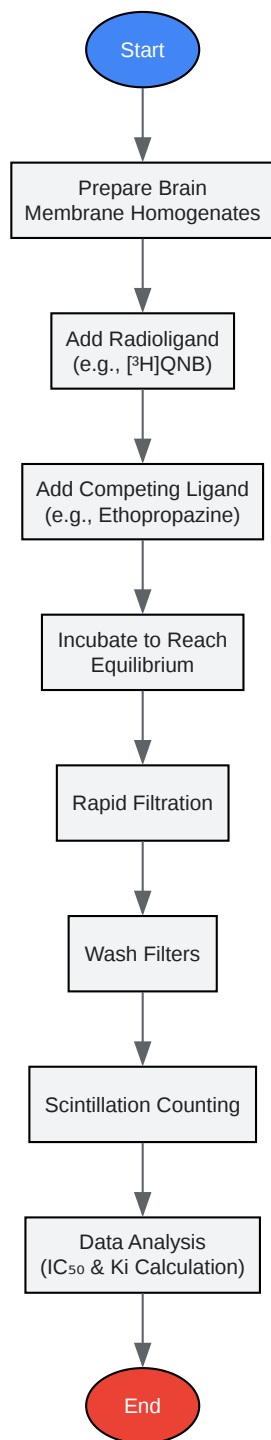 Start
Prepare Brain
Membrane Homogenates
Add Radioligand
(e.g., [³H]QNB)
Add Competing Ligand
(e.g., Ethopropazine)
Incubate to Reach
Equilibrium
Rapid Filtration
Wash Filters
Scintillation Counting
Data Analysis
(IC₅₀ & Ki Calculation)
End